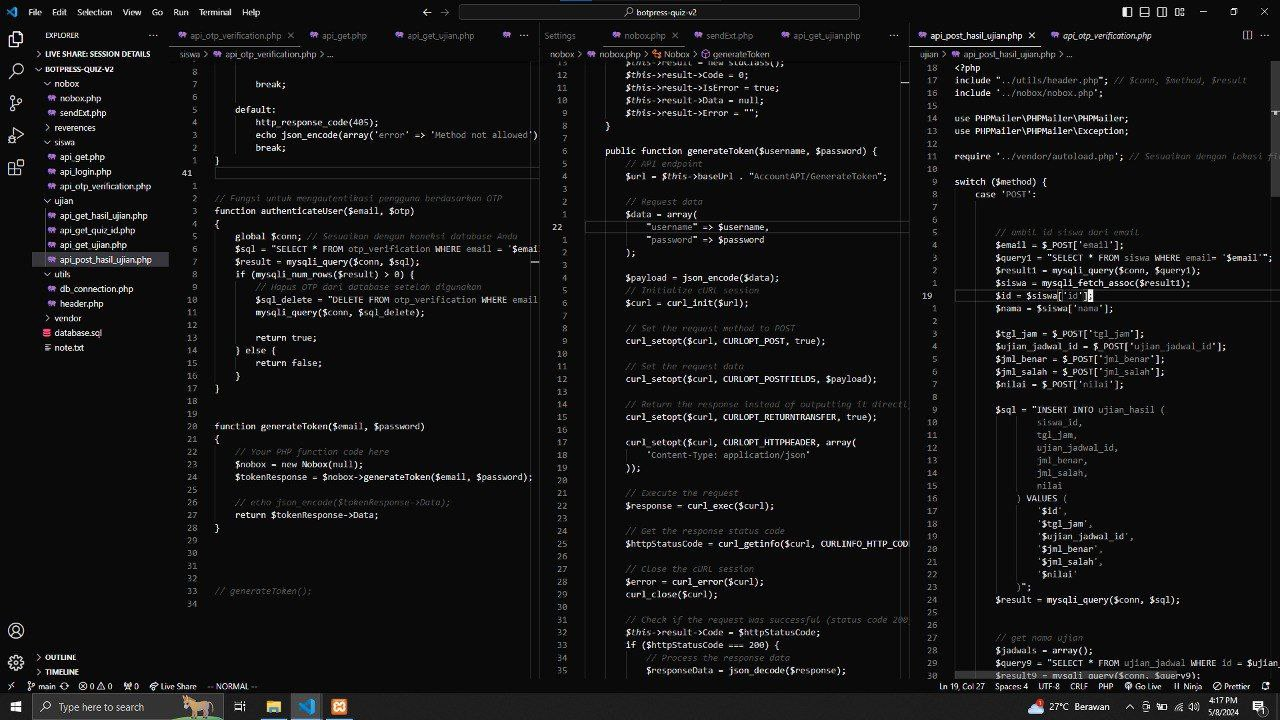 File Edit Selection View Go Run Terminal Help
botpress-quiz-v2
EXPLORER
LIVE SHARE: SESSION DETAILS
BOTPRESS-QUIZ-V2
nobox
nobox.php
sendExt.php
reverences
siswa
api_get.php
api_login.php
api_otp_verification.php
ujian
api_get_hasil_ujian.php
api_get_quiz_id.php
api_get_ujian.php
api_post_hasil_ujian.php
utils
db_connection.php
header.php
vendor
database.sql
note.txt
OUTLINE
TIMELINE
api_otp_verification.php api_get.php api_get_ujian.php
siswa > api_otp_verification.php > ...
8
7 break;
6
5 default:
4 http_response_code(405);
3 echo json_encode(array('error' => 'Method not allowed')
2 break;
1 }
41
1
2 // Fungsi untuk mengautentikasi pengguna berdasarkan OTP
3 function authenticateUser($email, $otp)
4 {
5 global $conn; // Sesuaikan dengan koneksi database Anda
6 $sql = "SELECT * FROM otp_verification WHERE email = '$emai
7 $result = mysqli_query($conn, $sql);
8 if (mysqli_num_rows($result) > 0) {
9 // Hapus OTP dari database setelah digunakan
10 $sql_delete = "DELETE FROM otp_verification WHERE email
11 mysqli_query($conn, $sql_delete);
12
13 return true;
14 } else {
15 return false;
16 }
17 }
18
19
20 function generateToken($email, $password)
21 {
22 // Your PHP function code here
23 $nobox = new Nobox(null);
24 $tokenResponse = $nobox->generateToken($email, $password);
25
26 // echo json_encode($tokenResponse->Data);
27 return $tokenResponse->Data;
28 }
29
30
31
32
33 // generateToken();
34
Settings nobox.php sendExt.php api_get_ujian.php
nobox > nobox.php > Nobox > generateToken
13 $this->result = new stdClass();
12 $this->result->Code = 0;
11 $this->result->IsError = true;
10 $this->result->Data = null;
9 $this->result->Error = "";
8 }
7
6 public function generateToken($username, $password) {
5 // API endpoint
4 $url = $this->baseUrl . "AccountAPI/GenerateToken";
3
2 // Request data
1 $data = array(
22 "username" => $username,
1 "password" => $password
2 );
3
4 $payload = json_encode($data);
5 // Initialize cURL session
6 $curl = curl_init($url);
7
8 // Set the request method to POST
9 curl_setopt($curl, CURLOPT_POST, true);
10
11 // Set the request data
12 curl_setopt($curl, CURLOPT_POSTFIELDS, $payload);
13
14 // Return the response instead of outputting it directl
15 curl_setopt($curl, CURLOPT_RETURNTRANSFER, true);
16
17 curl_setopt($curl, CURLOPT_HTTPHEADER, array(
18 'Content-Type: application/json'
19 ));
20
21 // Execute the request
22 $response = curl_exec($curl);
23
24 // Get the response status code
25 $httpStatusCode = curl_getinfo($curl, CURLINFO_HTTP_COD
26
27 // Close the cURL session
28 $error = curl_error($curl);
29 curl_close($curl);
30
31 // Check if the request was successful (status code 200
32 $this->result->Code = $httpStatusCode;
33 if ($httpStatusCode === 200) {
34 // Process the response data
35 $responseData = json_decode($response);
api_post_hasil_ujian.php api_otp_verification.php
ujian > api_post_hasil_ujian.php > ...
18 <?php
17 include "../utils/header.php"; // $conn, $method, $result
16 include '../nobox/nobox.php';
15
14 use PHPMailer\PHPMailer\PHPMailer;
13 use PHPMailer\PHPMailer\Exception;
12
11 require '../vendor/autoload.php'; // Sesuaikan dengan Lokasi fi
10
9 switch ($method) {
8 case 'POST':
7
6
5 // ambil id siswa dari email
4 $email = $_POST['email'];
3 $query1 = "SELECT * FROM siswa WHERE email= '$email'";
2 $result1 = mysqli_query($conn, $query1);
1 $siswa = mysqli_fetch_assoc($result1);
19 $id = $siswa['id'];
1 $nama = $siswa['nama'];
2
3 $tgl_jam = $_POST['tgl_jam'];
4 $ujian_jadwal_id = $_POST['ujian_jadwal_id'];
5 $jml_benar = $_POST['jml_benar'];
6 $jml_salah = $_POST['jml_salah'];
7 $nilai = $_POST['nilai'];
8
9 $sql = "INSERT INTO ujian_hasil (
10 siswa_id,
11 tgl_jam,
12 ujian_jadwal_id,
13 jml_benar,
14 jml_salah,
15 nilai
16 ) VALUES (
17 '$id',
18 '$tgl_jam',
19 '$ujian_jadwal_id',
20 '$jml_benar',
21 '$jml_salah',
22 '$nilai'
23 )";
24 $result = mysqli_query($conn, $sql);
25
26
27 // get nama ujian
28 $jadwals = array();
29 $query9 = "SELECT * FROM ujian_jadwal WHERE id = $ujian_
30 $result9 = mysqli_query($conn, $query9);
main 0 0 0 Live Share -- NORMAL -- Ln 19, Col 27 Spaces: 4 UTF-8 CRLF PHP Go Live Ninja Prettier
Type here to search 27°C Berawan 4:17 PM
5/8/2024